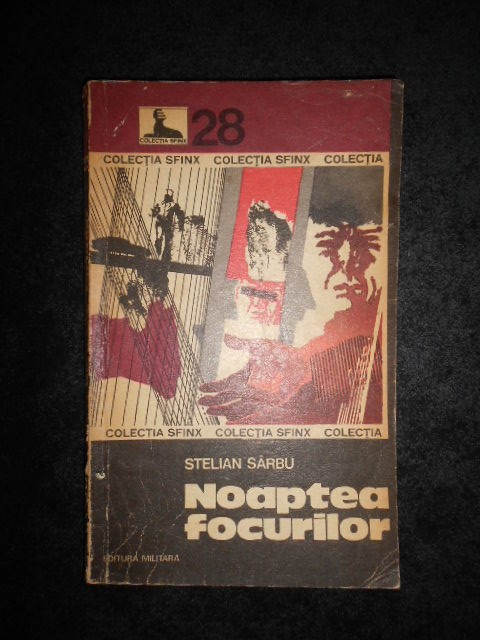 COLECȚIA SFINX
28
COLECȚIA SFINX COLECȚIA SFINX COLECȚIA
COLECȚIA SFINX COLECȚIA SFINX COLECȚIA
STELIAN SÂRBU
Noaptea
focurilor
EDITURA MILITARĂ